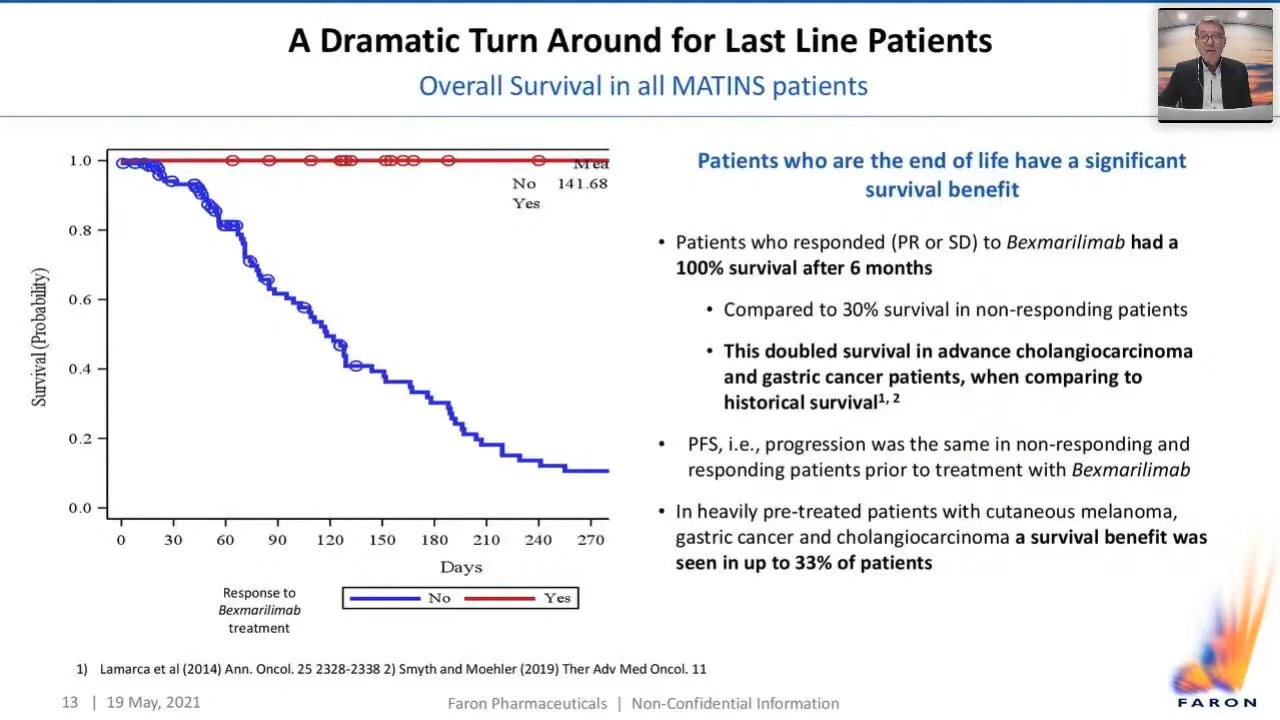 A Dramatic Turn Around for Last Line Patients
Overall Survival in all MATINS patients
Survival (Probability)
1.0
0.8
0.6
0.4
0.2
0.0
Mea
No 141.68
Yes
0 30 60 90 120 150 180 210 240 270
Days
Response to
Bexmarilimab
treatment
No Yes
Patients who are the end of life have a significant
survival benefit
• Patients who responded (PR or SD) to Bexmarilimab had a
100% survival after 6 months
• Compared to 30% survival in non-responding patients
• This doubled survival in advance cholangiocarcinoma
and gastric cancer patients, when comparing to
historical survival1, 2
• PFS, i.e., progression was the same in non-responding and
responding patients prior to treatment with Bexmarilimab
• In heavily pre-treated patients with cutaneous melanoma,
gastric cancer and cholangiocarcinoma a survival benefit was
seen in up to 33% of patients
1) Lamarca et al (2014) Ann. Oncol. 25 2328-2338 2) Smyth and Moehler (2019) Ther Adv Med Oncol. 11
13 | 19 May, 2021
Faron Pharmaceuticals | Non-Confidential Information
FARON